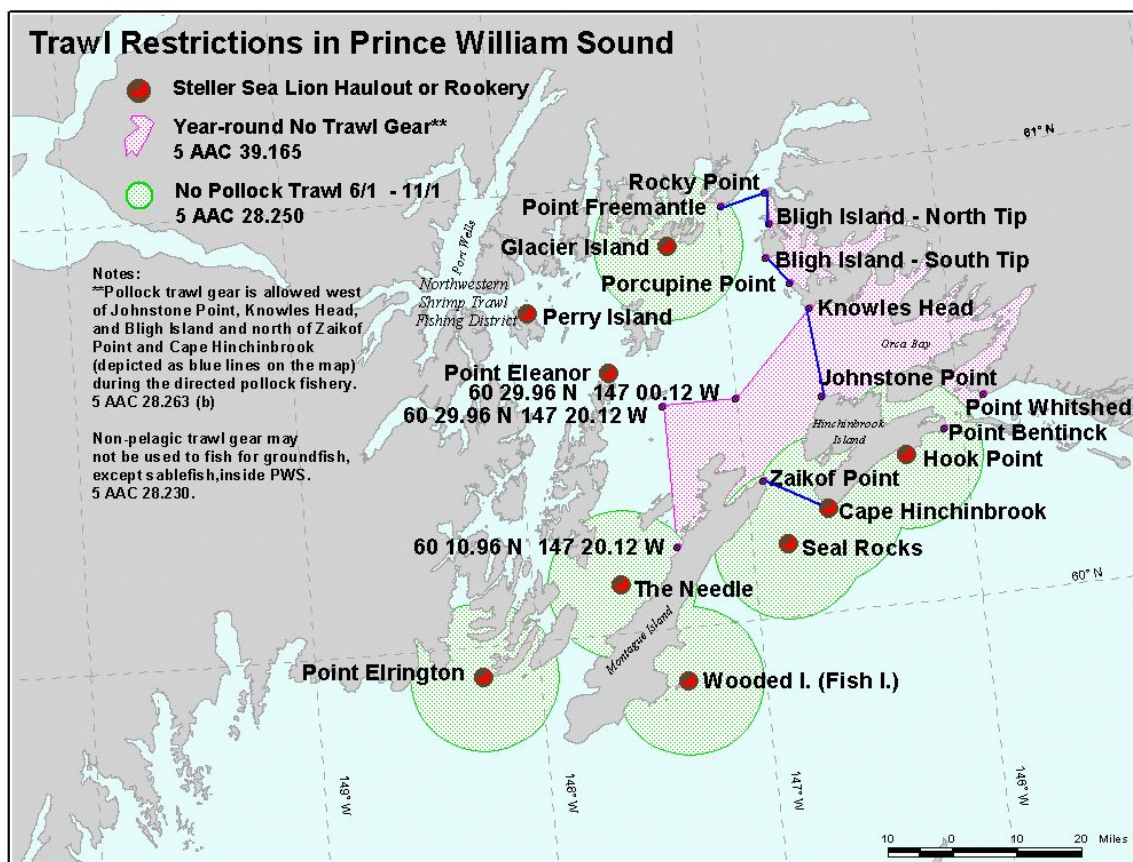 Trawl Restrictions in Prince William Sound
Steller Sea Lion Haulout or Rookery
Year-round No Trawl Gear**
5 AAC 39.165
No Pollock Trawl 6/1 - 11/1
5 AAC 28.250
Notes:
**Pollock trawl gear is allowed west
of Johnstone Point, Knowles Head,
and Bligh Island and north of Zaikof
Point and Cape Hinchinbrook
(depicted as blue lines on the map)
during the directed pollock fishery.
5 AAC 28.263 (b)
Non-pelagic trawl gear may
not be used to fish for groundfish,
except sablefish,inside PWS.
5 AAC 28.230.
61° N
Rocky Point
Point Freemantle
Bligh Island - North Tip
Glacier Island
Bligh Island - South Tip
Port Wells
Porcupine Point
Northwestern
Shrimp Trawl
Fishing District
Knowles Head
Perry Island
Orca Bay
Point Eleanor
Johnstone Point
60 29.96 N 147 00.12 W
60 29.96 N 147 20.12 W
Point Whitshed
Hinchinbrook
Island
Point Bentinck
Hook Point
Zaikof Point
Cape Hinchinbrook
60 10.96 N 147 20.12 W
Seal Rocks
60° N
The Needle
Montague Island
Point Elrington
Wooded I. (Fish I.)
149° W
148° W
147° W
146° W
10 0 10 20 Miles